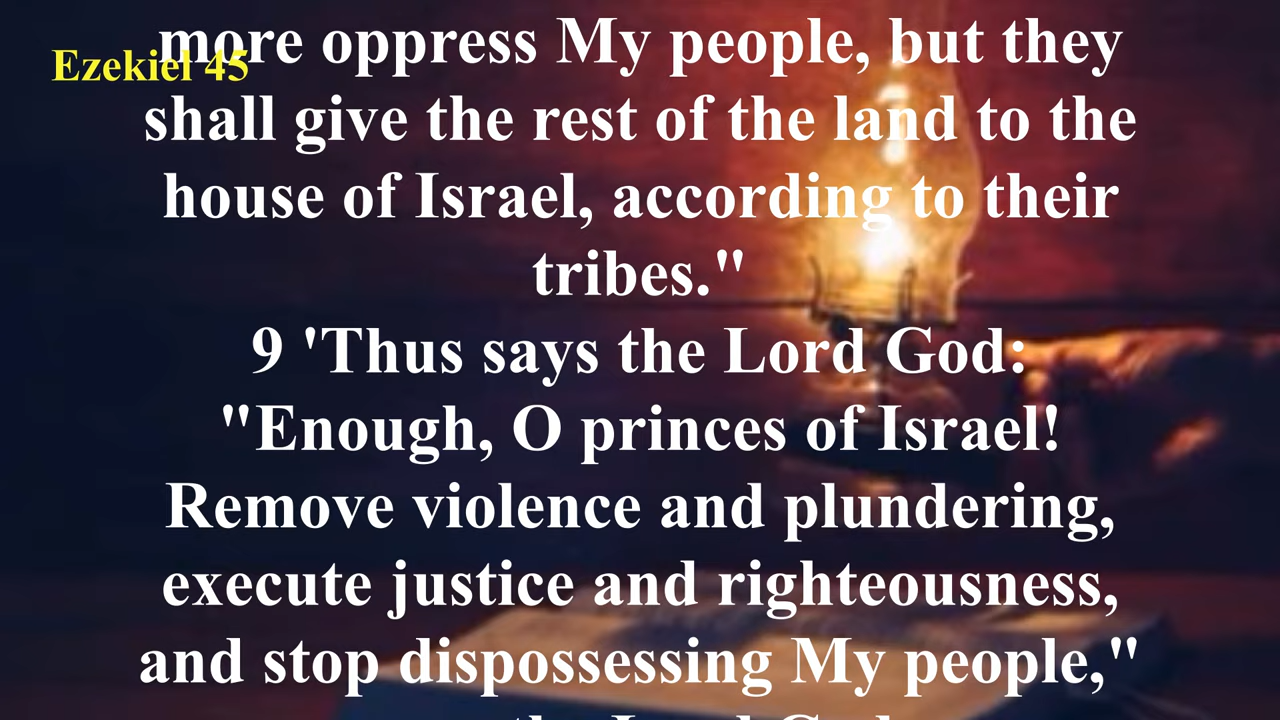 Ezekiel 45
more oppress My people, but they
shall give the rest of the land to the
house of Israel, according to their
tribes."
9 'Thus says the Lord God:
"Enough, O princes of Israel!
Remove violence and plundering,
execute justice and righteousness,
and stop dispossessing My people,"